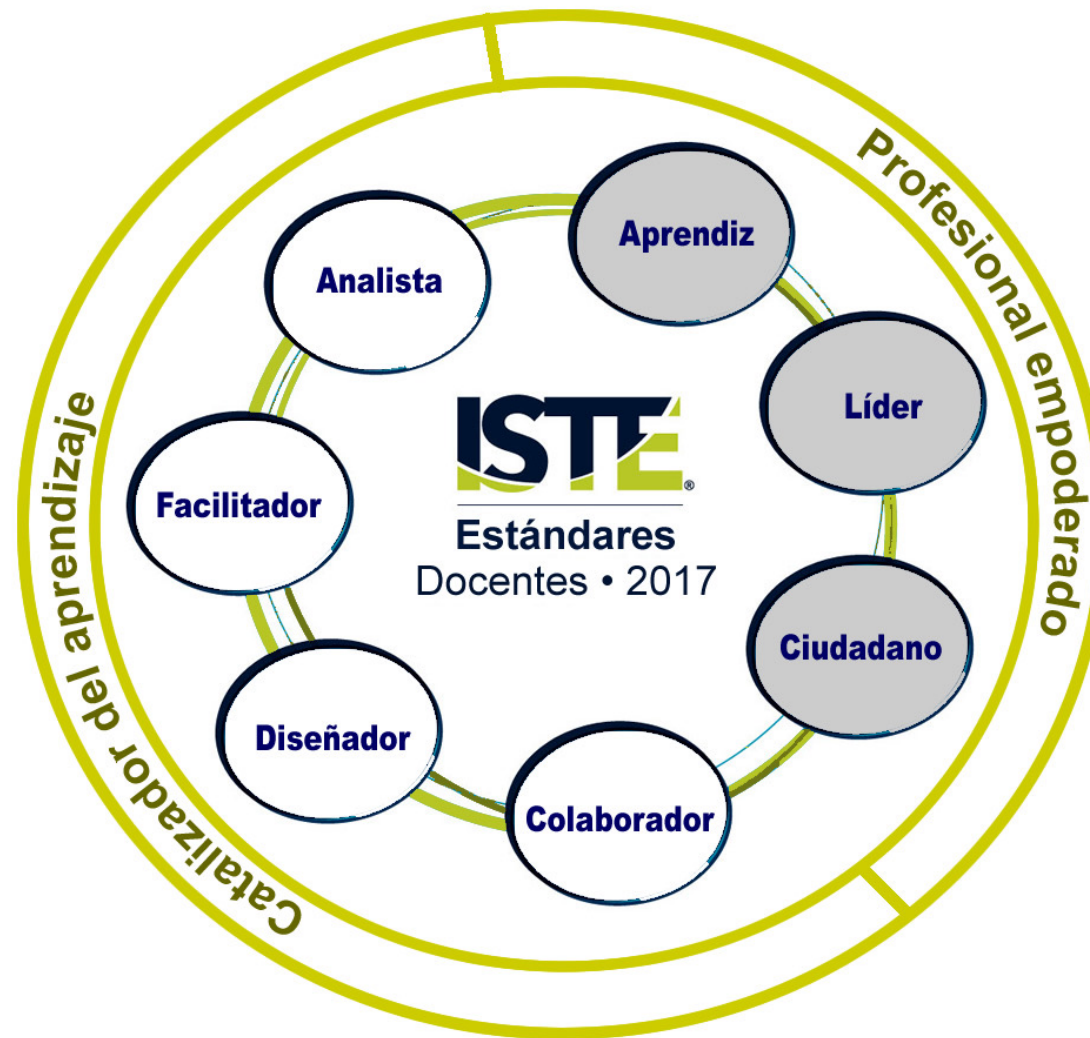 Profesional empoderado
Aprendiz
Analista
Líder
ISTE®
Estándares
Docentes • 2017
Facilitador
Ciudadano
Diseñador
Colaborador
Catalizador del aprendizaje